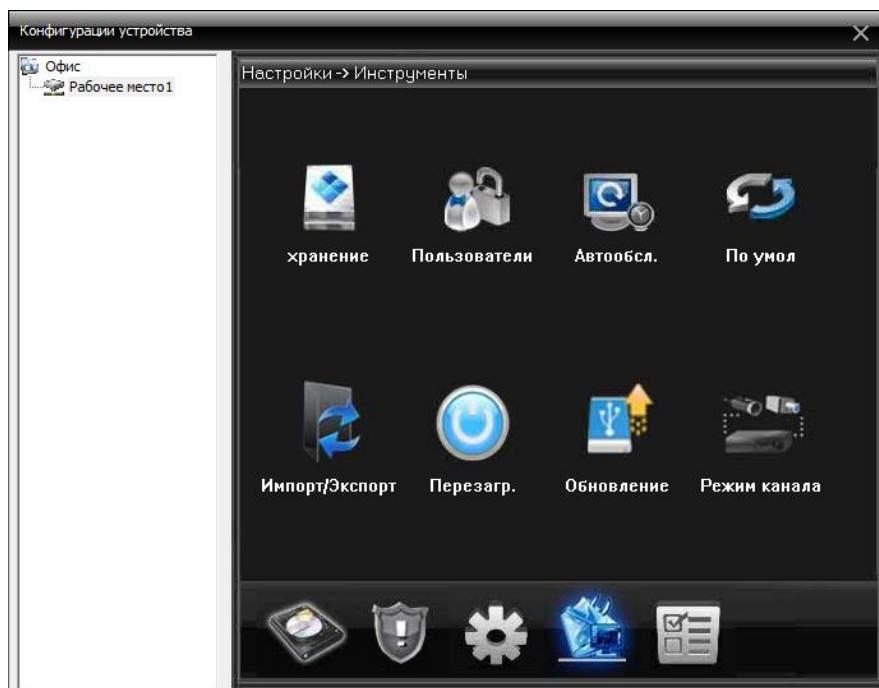 Конфигурации устройства
Офис
Рабочее место1
Настройки -> Инструменты
хранение Пользователи Автообсл. По умол
Импорт/Экспорт Перезагр. Обновление Режим канала